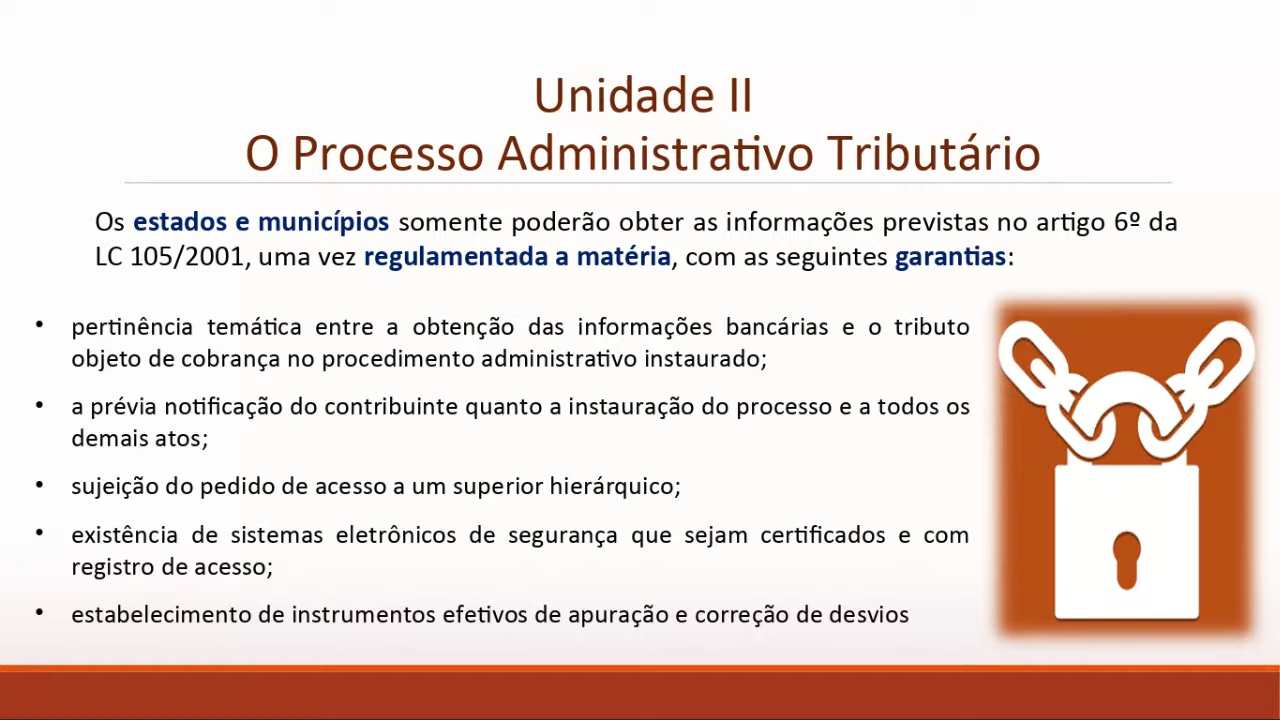 Unidade II
O Processo Administrativo Tributário
Os estados e municípios somente poderão obter as informações previstas no artigo 6º da
LC 105/2001, uma vez regulamentada a matéria, com as seguintes garantias:
• pertinência temática entre a obtenção das informações bancárias e o tributo
objeto de cobrança no procedimento administrativo instaurado;
• a prévia notificação do contribuinte quanto a instauração do processo e a todos os
demais atos;
• sujeição do pedido de acesso a um superior hierárquico;
• existência de sistemas eletrônicos de segurança que sejam certificados e com
registro de acesso;
• estabelecimento de instrumentos efetivos de apuração e correção de desvios